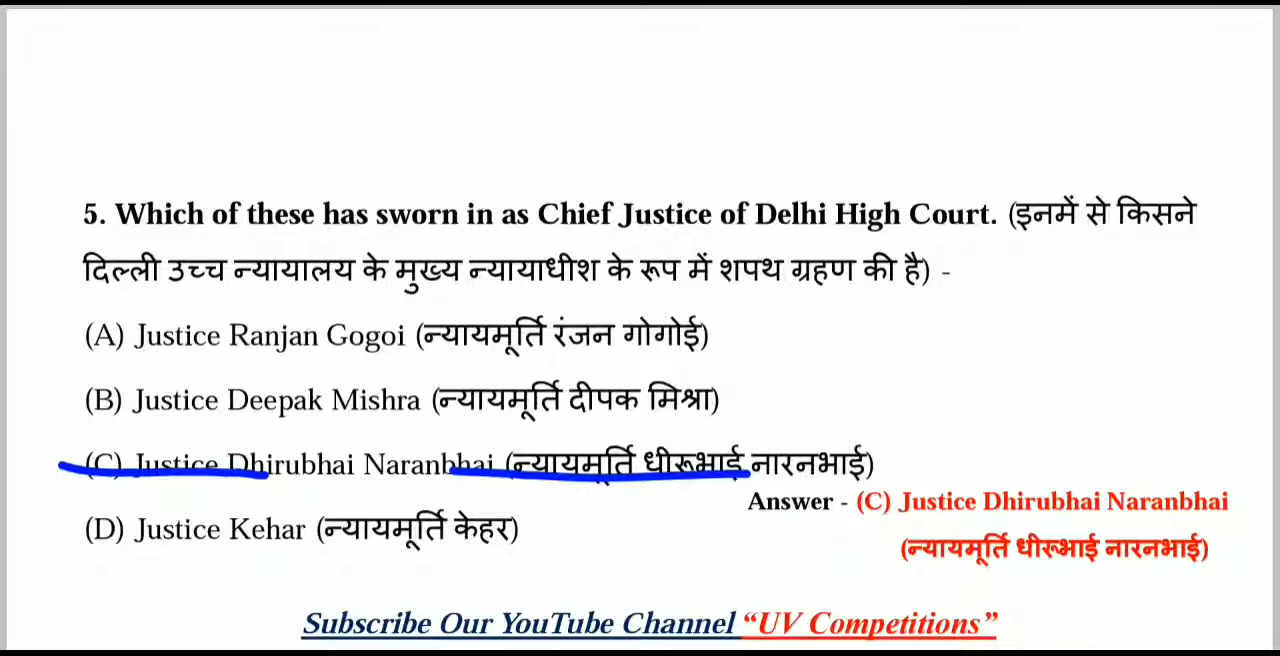 5. Which of these has sworn in as Chief Justice of Delhi High Court. (इनमें से किसने
दिल्ली उच्च न्यायालय के मुख्य न्यायाधीश के रूप में शपथ ग्रहण की है) -
(A) Justice Ranjan Gogoi (न्यायमूर्ति रंजन गोगोई)
(B) Justice Deepak Mishra (न्यायमूर्ति दीपक मिश्रा)
(C) Justice Dhirubhai Naranbhai (न्यायमूर्ति धीरूभाई नारनभाई)
Answer - (C) Justice Dhirubhai Naranbhai
(D) Justice Kehar (न्यायमूर्ति केहर)
(न्यायमूर्ति धीरूभाई नारनभाई)
Subscribe Our YouTube Channel “UV Competitions”